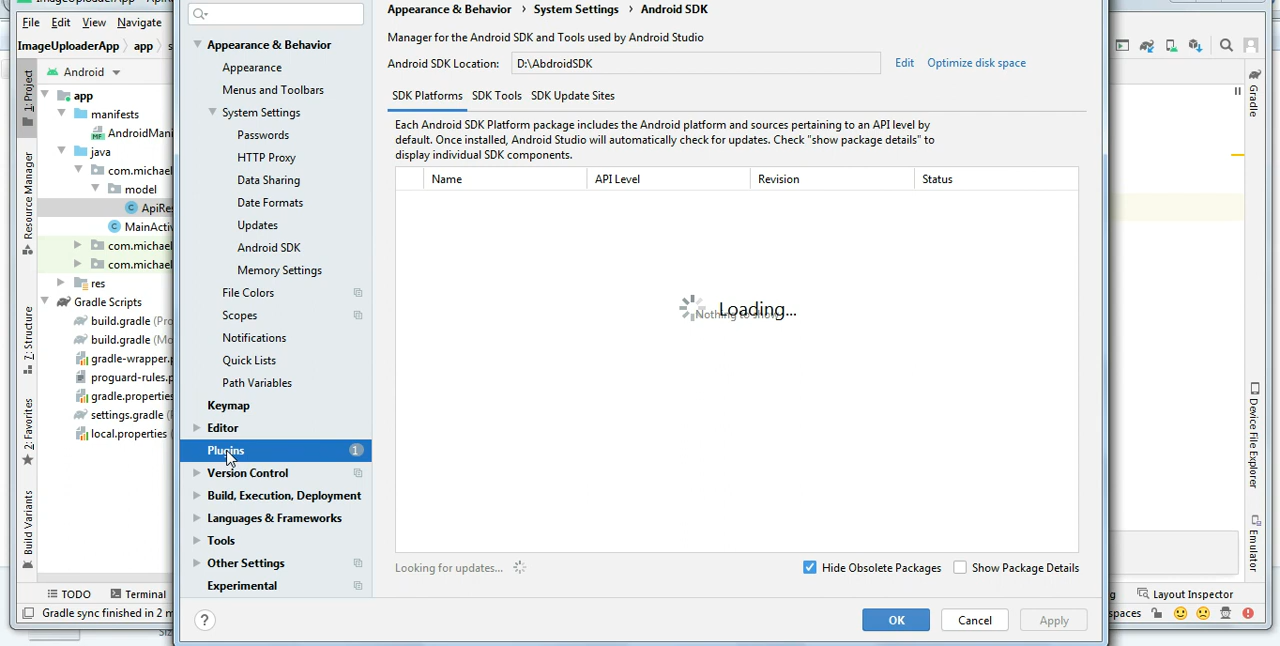 ImageUploaderApp
File Edit View Navigate
ImageUploaderApp app
Android
1: Project
Resource Manager
7: Structure
2: Favorites
Build Variants
app
manifests
AndroidMani
java
com.michael
model
ApiRes
MainActiv
com.michael
com.michael
res
Gradle Scripts
build.gradle (Pro
build.gradle (Mo
gradle-wrapper.p
proguard-rules.p
gradle.properties
settings.gradle (
local.properties
TODO Terminal
Gradle sync finished in 2 m
Appearance & Behavior
Appearance
Menus and Toolbars
System Settings
Passwords
HTTP Proxy
Data Sharing
Date Formats
Updates
Android SDK
Memory Settings
File Colors
Scopes
Notifications
Quick Lists
Path Variables
Keymap
Editor
Plugins 1
Version Control
Build, Execution, Deployment
Languages & Frameworks
Tools
Other Settings
Experimental
?
Appearance & Behavior › System Settings › Android SDK
Manager for the Android SDK and Tools used by Android Studio
Android SDK Location: D:\AbdroidSDK Edit Optimize disk space
SDK Platforms SDK Tools SDK Update Sites
Each Android SDK Platform package includes the Android platform and sources pertaining to an API level by
default. Once installed, Android Studio will automatically check for updates. Check "show package details" to
display individual SDK components.
Name API Level Revision Status
Loading...
Nothing to show
Looking for updates... Hide Obsolete Packages Show Package Details
OK Cancel Apply
Gradle
Device File Explorer
Emulator
g Layout Inspector
spaces